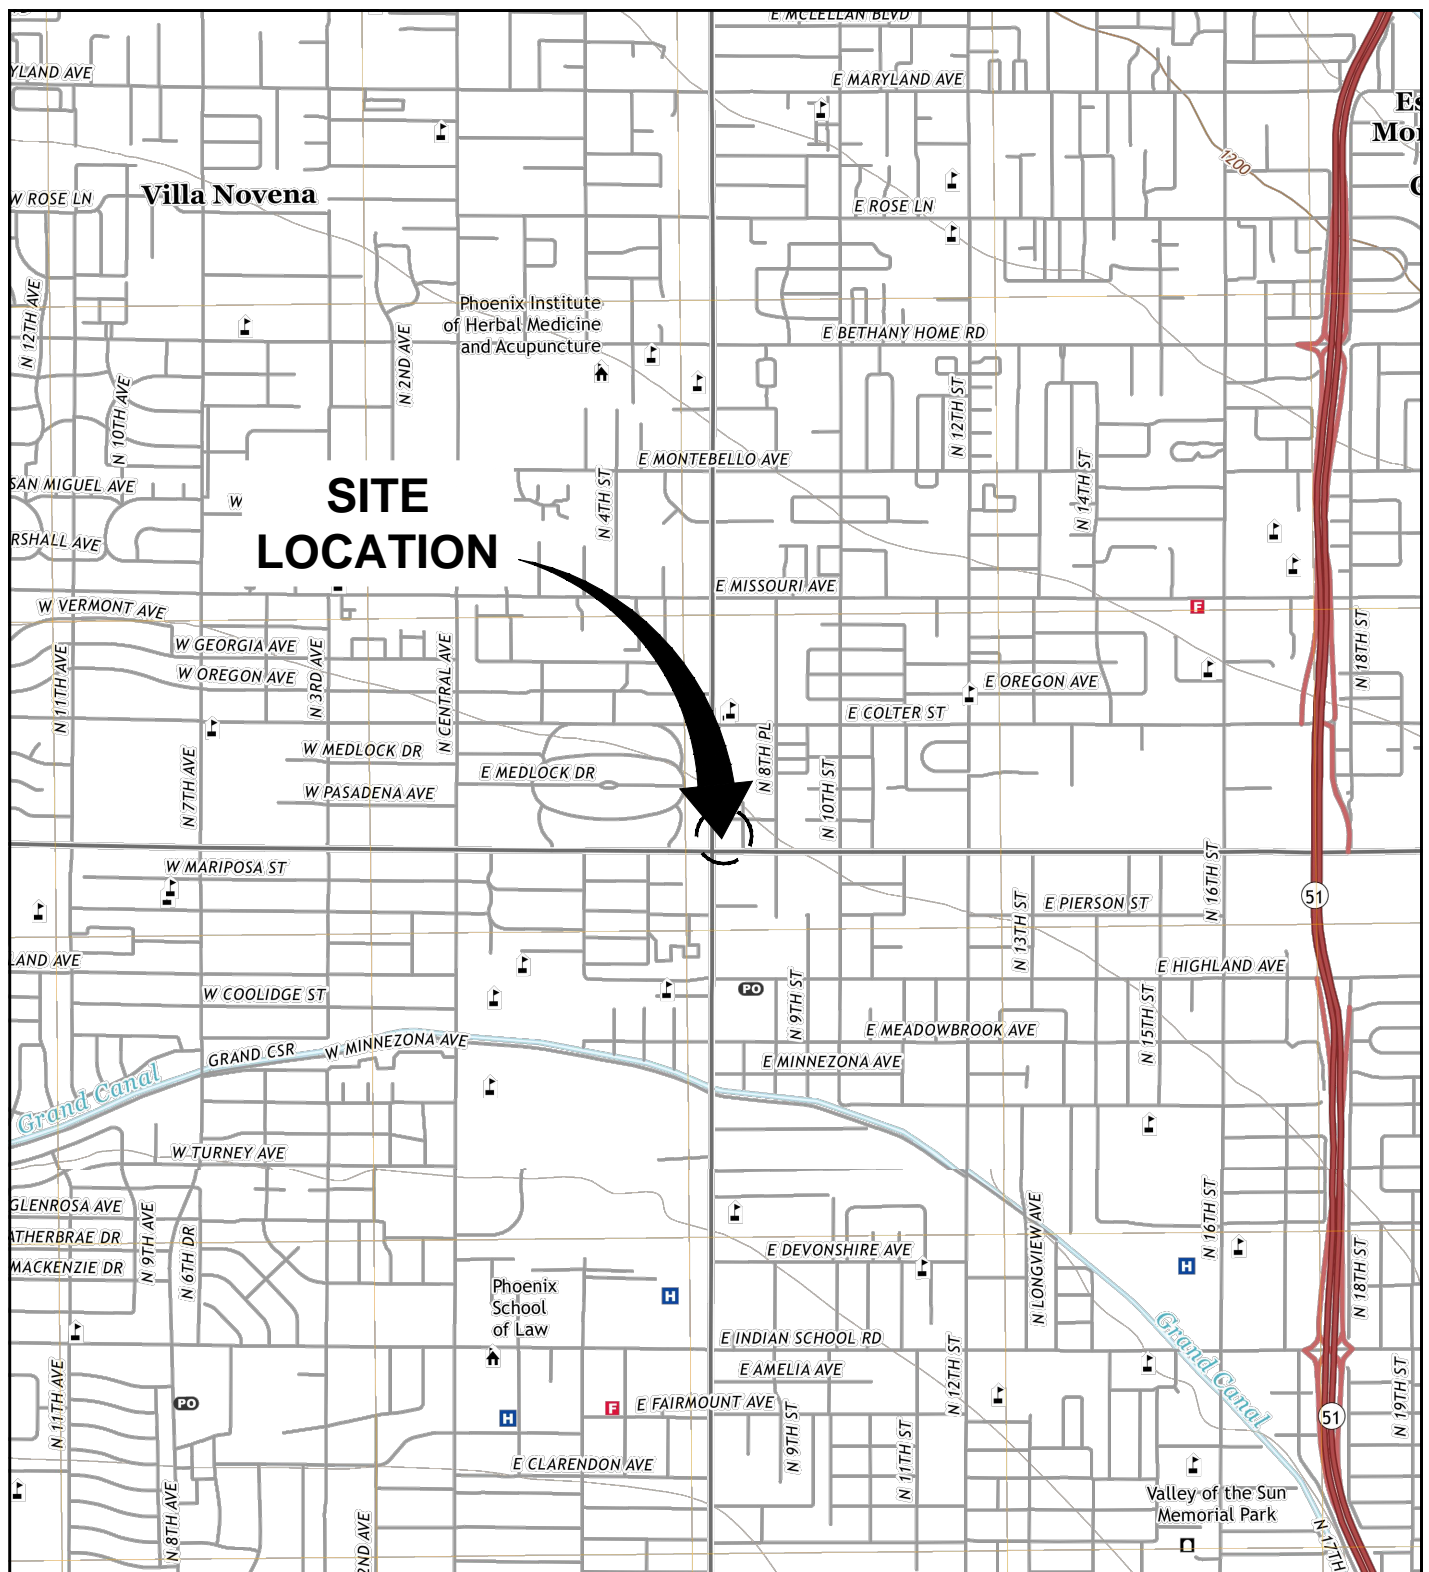 E MCLELLAN BLVD
YLAND AVE
E MARYLAND AVE
Es
Mor
1200
W ROSE LN
Villa Novena
E ROSE LN
N 12TH AVE
Phoenix Institute
of Herbal Medicine
and Acupuncture
E BETHANY HOME RD
N 2ND AVE
N 10TH AVE
N 12TH ST
E MONTEBELLO AVE
SAN MIGUEL AVE
W
SITE
LOCATION
N 4TH ST
N 14TH ST
RSHALL AVE
E MISSOURI AVE
F
W VERMONT AVE
W GEORGIA AVE
W OREGON AVE
N 11TH AVE
N 3RD AVE
N CENTRAL AVE
E OREGON AVE
N 18TH ST
E COLTER ST
W MEDLOCK DR
E MEDLOCK DR
N 8TH PL
N 7TH AVE
W PASADENA AVE
N 10TH ST
W MARIPOSA ST
N 16TH ST
51
E PIERSON ST
N 13TH ST
LAND AVE
E HIGHLAND AVE
W COOLIDGE ST
PO
N 9TH ST
N 15TH ST
E MEADOWBROOK AVE
GRAND CSR
W MINNEZONA AVE
E MINNEZONA AVE
Grand Canal
W TURNEY AVE
GLENROSA AVE
N 9TH AVE
N 6TH DR
ATHERBRAE DR
MACKENZIE DR
E DEVONSHIRE AVE
N LONGVIEW AVE
N 16TH ST
H
N 18TH ST
H
Phoenix
School
of Law
E INDIAN SCHOOL RD
E AMELIA AVE
Grand Canal
N 11TH AVE
PO
H
F
E FAIRMOUNT AVE
N 12TH ST
N 19TH ST
51
N 9TH ST
N 11TH ST
E CLARENDON AVE
N 8TH AVE
2ND AVE
Valley of the Sun
Memorial Park
N 17TH